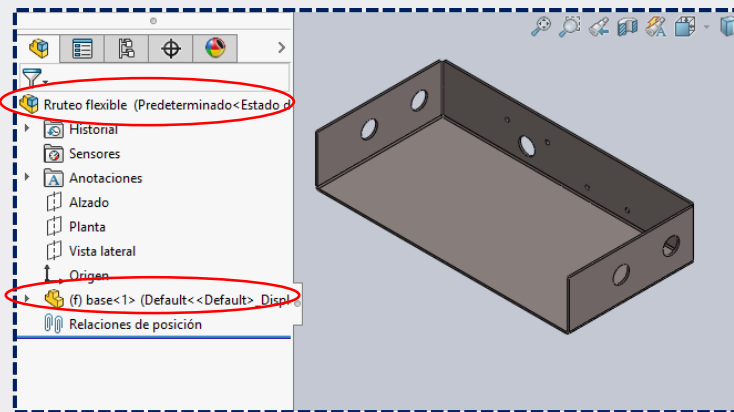 Rruteo flexible (Predeterminado<Estado d
Historial
Sensores
A Anotaciones
Alzado
Planta
Vista lateral
Origen
(f) base<1> (Default<<Default>_Displ
Relaciones de posición